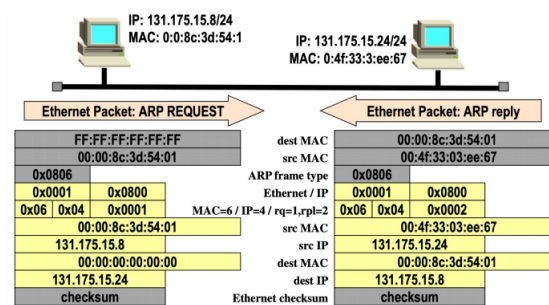 IP: 131.175.15.8/24
MAC: 0:0:8c:3d:54:1
IP: 131.175.15.24/24
MAC: 0:4f:33:3:ee:67
Ethernet Packet: ARP REQUEST
Ethernet Packet: ARP reply
FF:FF:FF:FF:FF:FF dest MAC 00:00:8c:3d:54:01
00:00:8c:3d:54:01 src MAC 00:4f:33:03:ee:67
0x0806 ARP frame type 0x0806
0x0001 0x0800 Ethernet / IP 0x0001 0x0800
0x06 0x04 0x0001 MAC=6 / IP=4 / rq=1,rpl=2 0x06 0x04 0x0002
00:00:8c:3d:54:01 src MAC 00:4f:33:03:ee:67
131.175.15.8 src IP 131.175.15.24
00:00:00:00:00:00 dest MAC 00:00:8c:3d:54:01
131.175.15.24 dest IP 131.175.15.8
checksum Ethernet checksum checksum